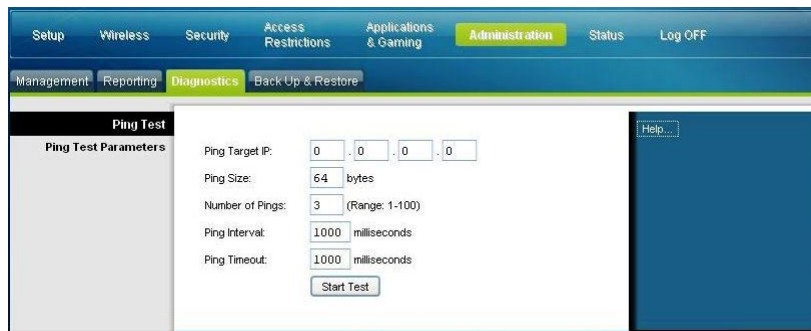 Setup Wireless Security Access Restrictions Applications & Gaming Administration Status Log OFF
Management Reporting Diagnostics Back Up & Restore
Ping Test
Help...
Ping Test Parameters
Ping Target IP: 0 . 0 . 0 . 0
Ping Size: 64 bytes
Number of Pings: 3 (Range: 1-100)
Ping Interval: 1000 milliseconds
Ping Timeout: 1000 milliseconds
Start Test